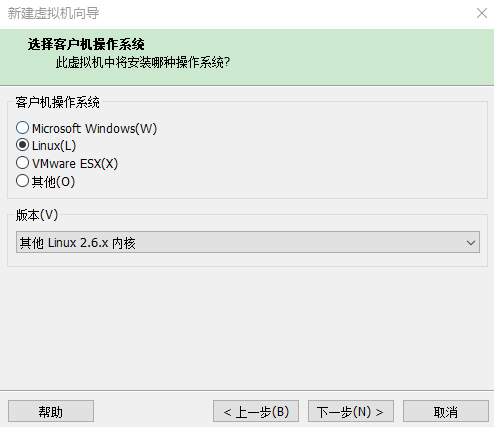 新建虚拟机向导
选择客户机操作系统
此虚拟机中将安装哪种操作系统?
客户机操作系统
Microsoft Windows(W)
Linux(L)
VMware ESX(X)
其他(O)
版本(V)
其他 Linux 2.6.x 内核
帮助
< 上一步(B)
下一步(N) >
取消